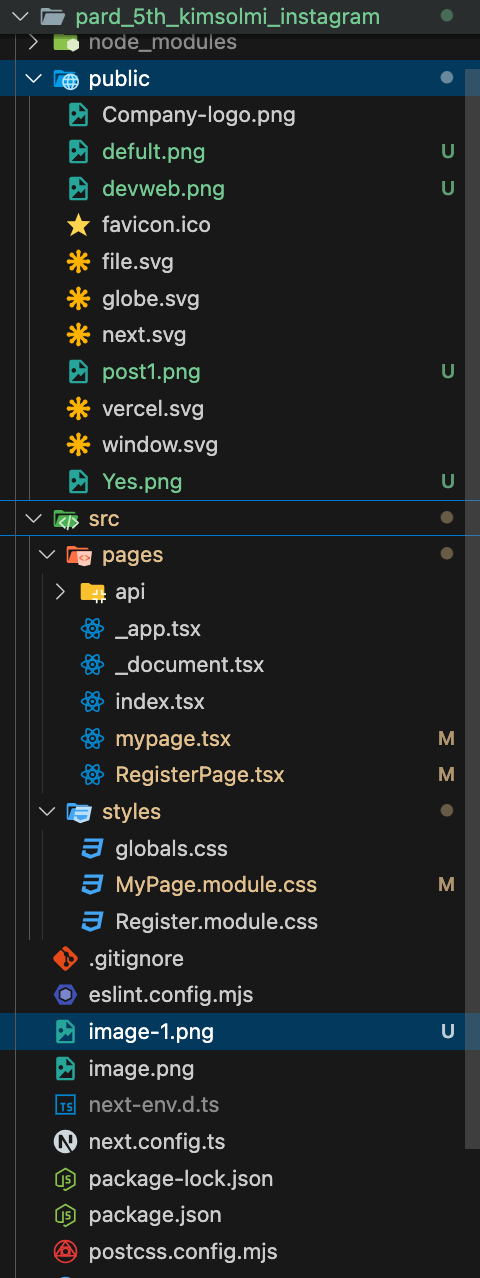 pard_5th_kimsolmi_instagram
node_modules
public
Company-logo.png
defult.png U
devweb.png U
favicon.ico
file.svg
globe.svg
next.svg
post1.png U
vercel.svg
window.svg
Yes.png U
src
pages
api
_app.tsx
_document.tsx
index.tsx
mypage.tsx M
RegisterPage.tsx M
styles
globals.css
MyPage.module.css M
Register.module.css
.gitignore
eslint.config.mjs
image-1.png U
image.png
TS next-env.d.ts
N next.config.ts
package-lock.json
package.json
postcss.config.mjs